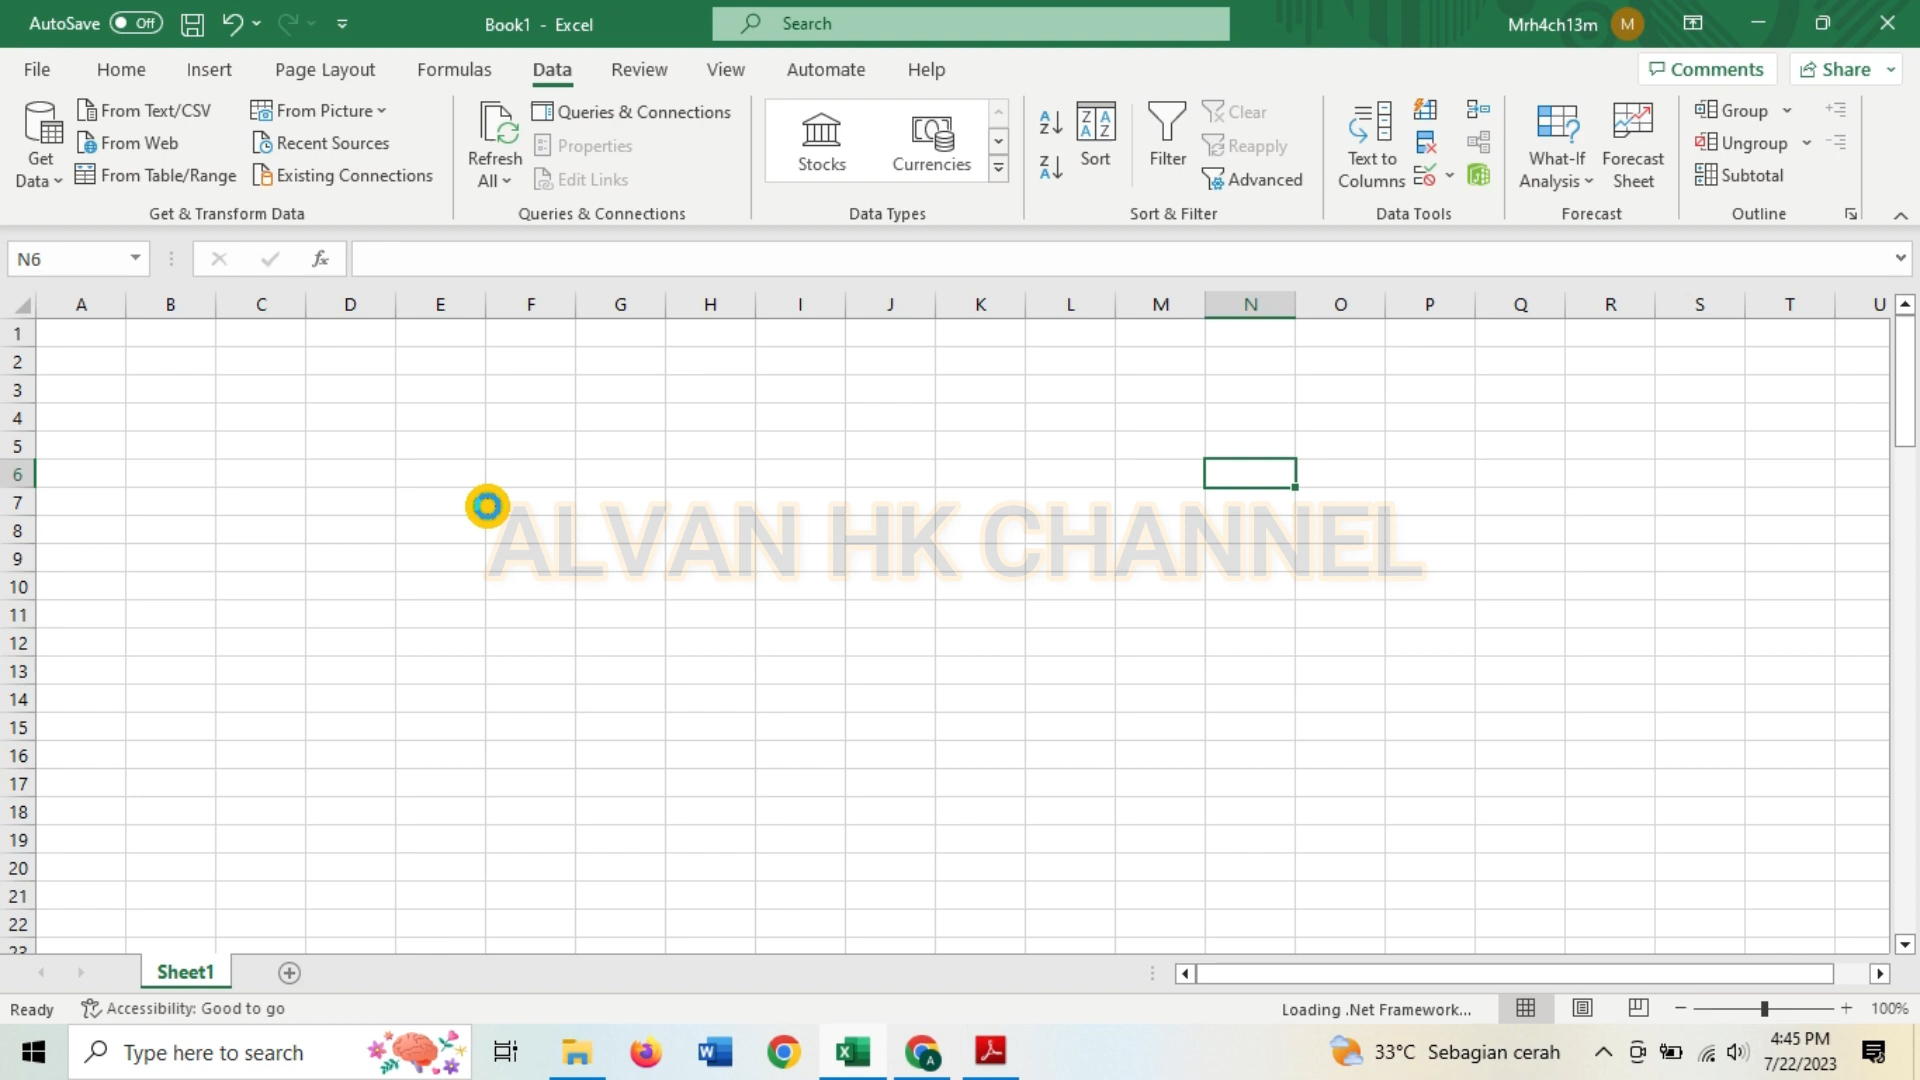 AutoSave Off Book1 - Excel Search Mrh4ch13m M
File Home Insert Page Layout Formulas Data Review View Automate Help Comments Share
Get Data
From Text/CSV
From Web
From Table/Range
From Picture
Recent Sources
Existing Connections
Get & Transform Data
Refresh All
Queries & Connections
Properties
Edit Links
Queries & Connections
Stocks Currencies
Data Types
Sort
Filter
Clear
Reapply
Advanced
Sort & Filter
Text to Columns
Data Tools
What-If Analysis
Forecast Sheet
Forecast
Group
Ungroup
Subtotal
Outline
N6 fx
A B C D E F G H I J K L M N O P Q R S T U
1
2
3
4
5
6
7
8
9
10
11
12
13
14
15
16
17
18
19
20
21
22
23
ALVAN HK CHANNEL
Sheet1
Ready Accessibility: Good to go Loading .Net Framework... 100%
Type here to search 33°C Sebagian cerah 4:45 PM
7/22/2023